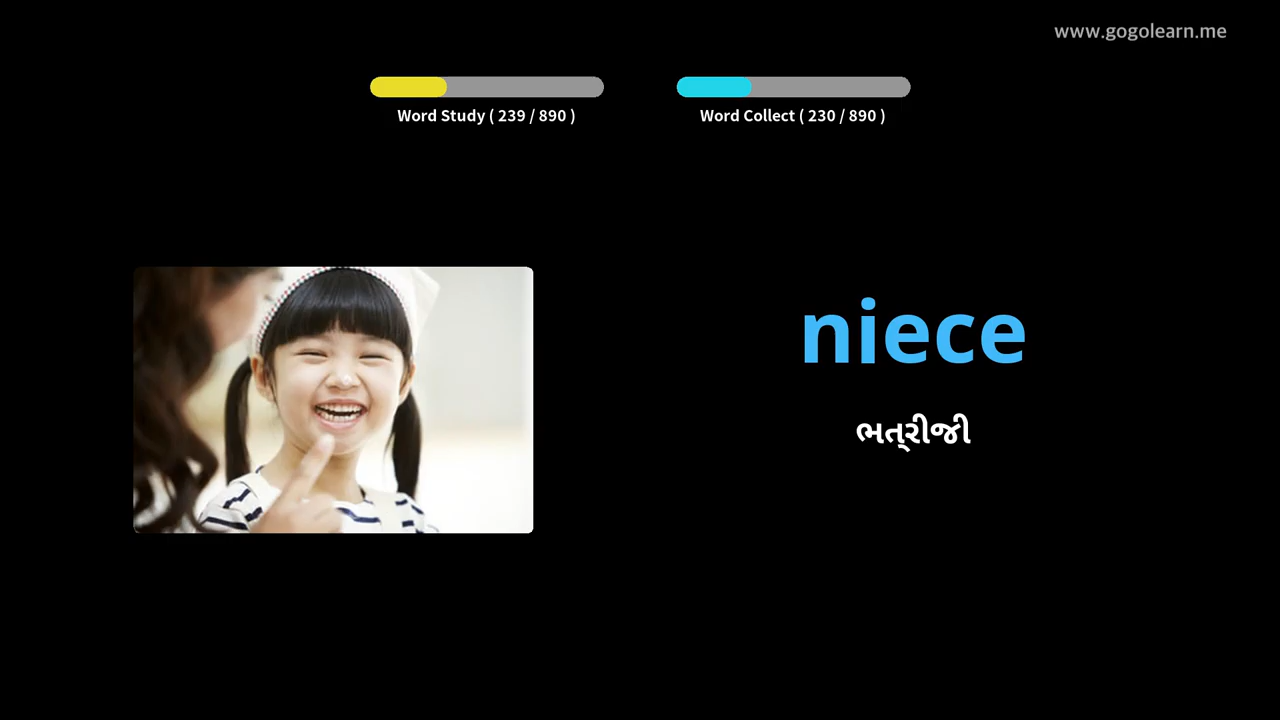 www.gogolearn.me
Word Study ( 239 / 890 )
Word Collect ( 230 / 890 )
niece
ભત્રીજી